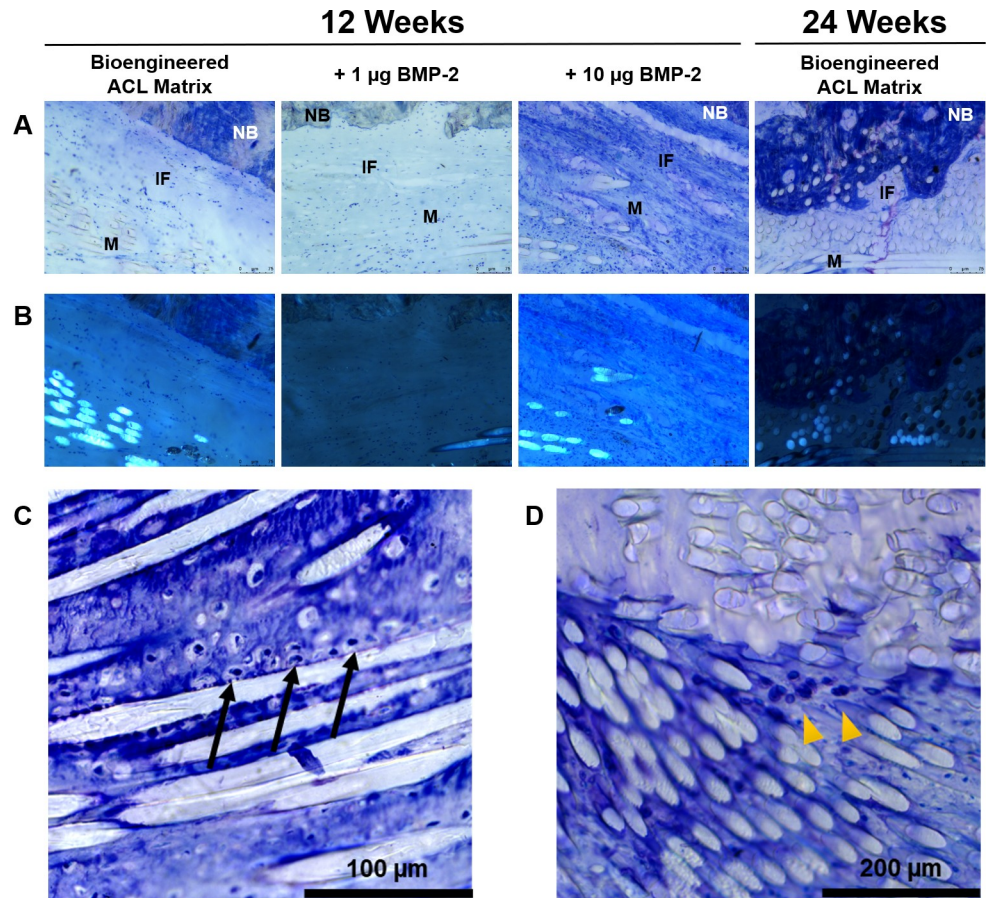 12 Weeks
24 Weeks
Bioengineered
ACL Matrix
+ 1 µg BMP-2
+ 10 µg BMP-2
Bioengineered
ACL Matrix
A
NB
IF
M
NB
IF
M
NB
IF
M
NB
IF
M
B
C
D
100 µm
200 µm